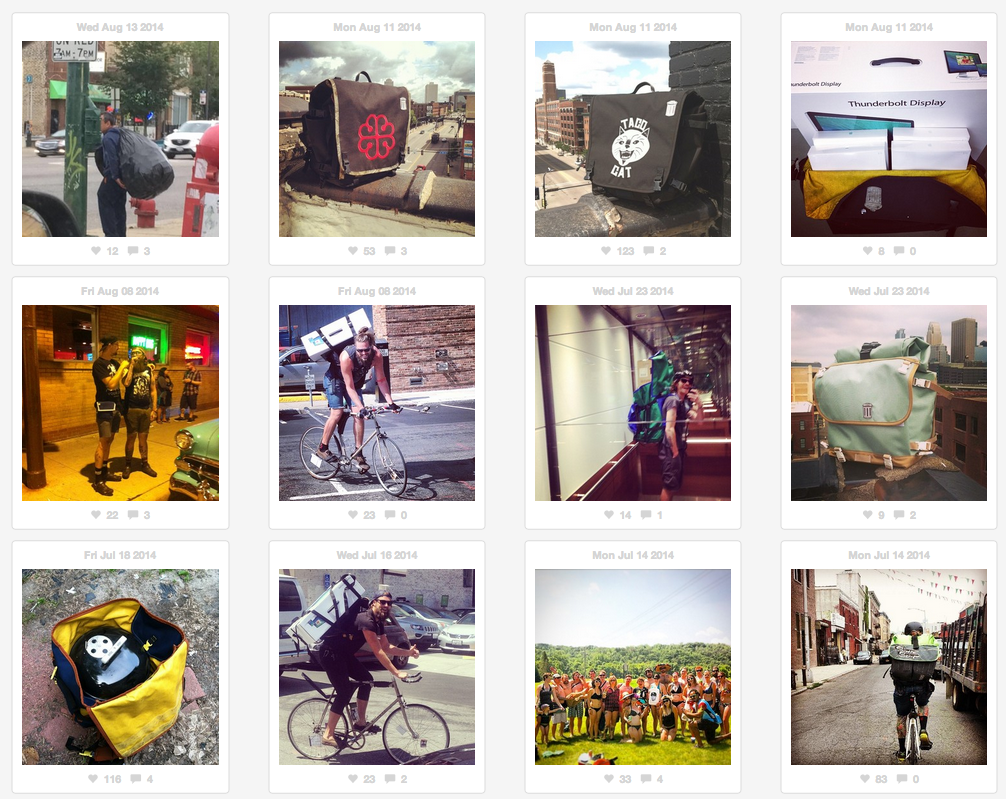 Wed Aug 13 2014
ON RED
7AM-7PM
12 3
Mon Aug 11 2014
53 3
Mon Aug 11 2014
TACO
CAT
123 2
Mon Aug 11 2014
Thunderbolt Display
8 0
Fri Aug 08 2014
22 3
Fri Aug 08 2014
23 0
Wed Jul 23 2014
14 1
Wed Jul 23 2014
9 2
Fri Jul 18 2014
116 4
Wed Jul 16 2014
23 2
Mon Jul 14 2014
33 4
Mon Jul 14 2014
83 0